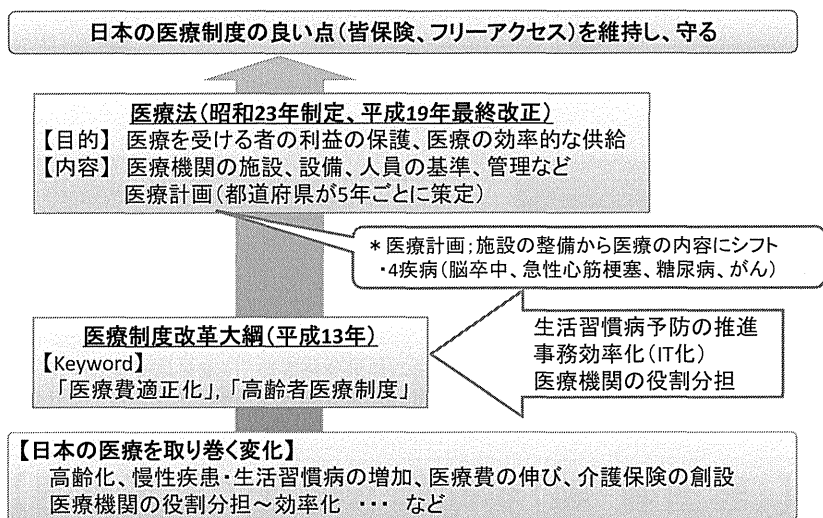 日本の医療制度の良い点(皆保険、フリーアクセス)を維持し、守る
医療法(昭和23年制定、平成19年最終改正)
【目的】 医療を受ける者の利益の保護、医療の効率的な供給
【内容】 医療機関の施設、設備、人員の基準、管理など
医療計画(都道府県が5年ごとに策定)
*医療計画;施設の整備から医療の内容にシフト
・4疾病(脳卒中、急性心筋梗塞、糖尿病、がん)
医療制度改革大綱(平成13年)
【Keyword】
「医療費適正化」,「高齢者医療制度」
生活習慣病予防の推進
事務効率化(IT化)
医療機関の役割分担
【日本の医療を取り巻く変化】
高齢化、慢性疾患・生活習慣病の増加、医療費の伸び、介護保険の創設
医療機関の役割分担~効率化 ・・・ など